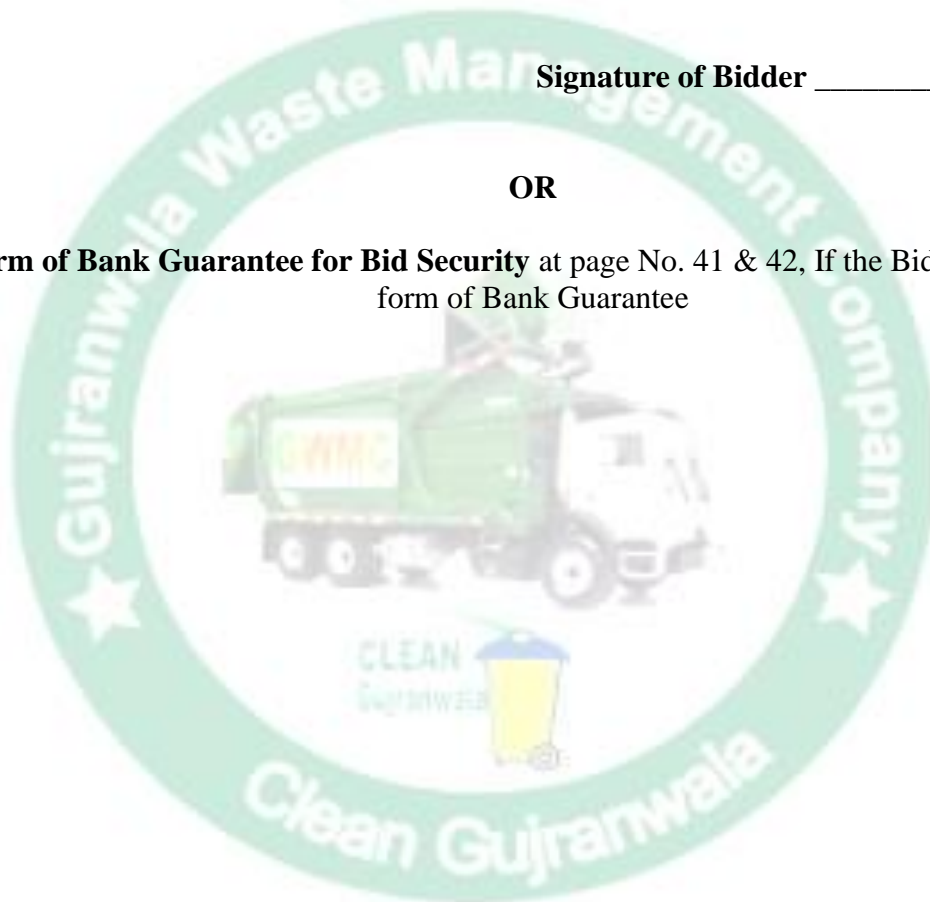 Signature of Bidder ________
OR
rm of Bank Guarantee for Bid Security at page No. 41 & 42, If the Bid
form of Bank Guarantee
Gujranwala Waste Management Company
GWMC
CLEAN
Gujranwala
Clean Gujranwala